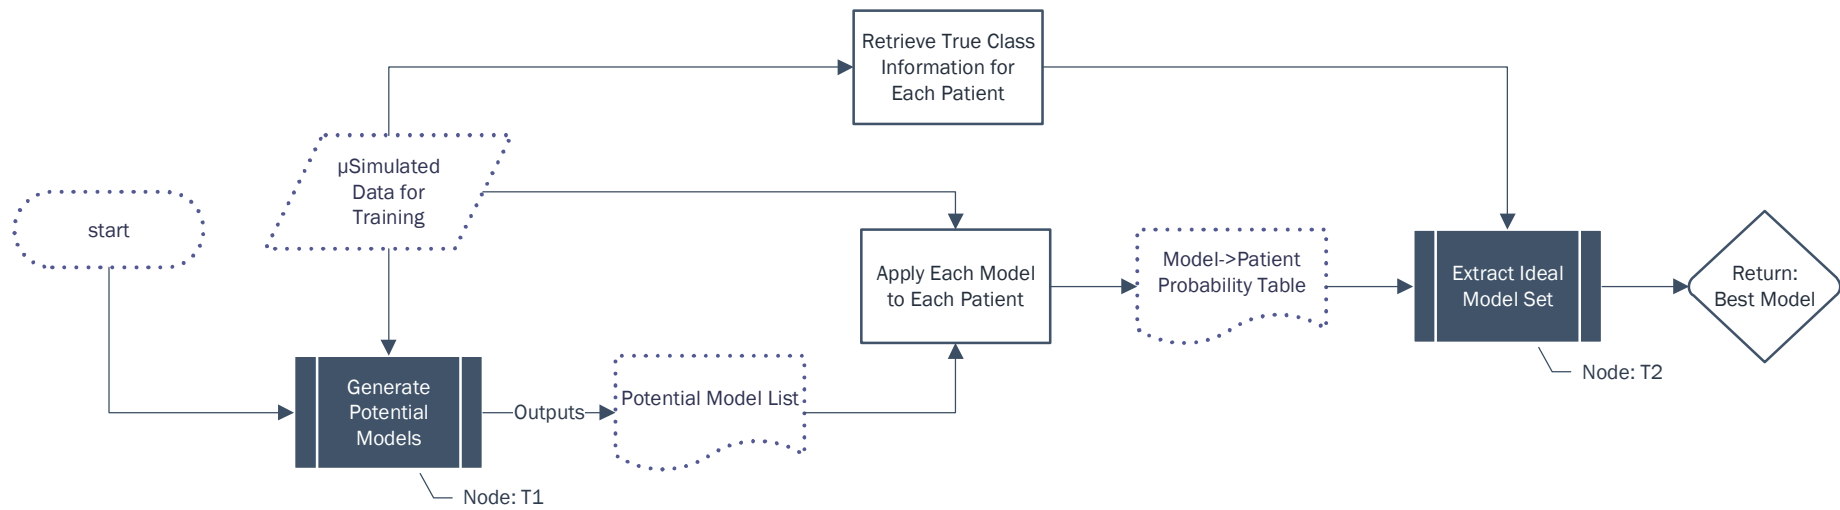 Retrieve True Class
Information for
Each Patient
µSimulated
Data for
Training
start
Apply Each Model
to Each Patient
Model->Patient
Probability Table
Extract Ideal
Model Set
Return:
Best Model
Node: T2
Generate
Potential
Models
Outputs
Potential Model List
Node: T1